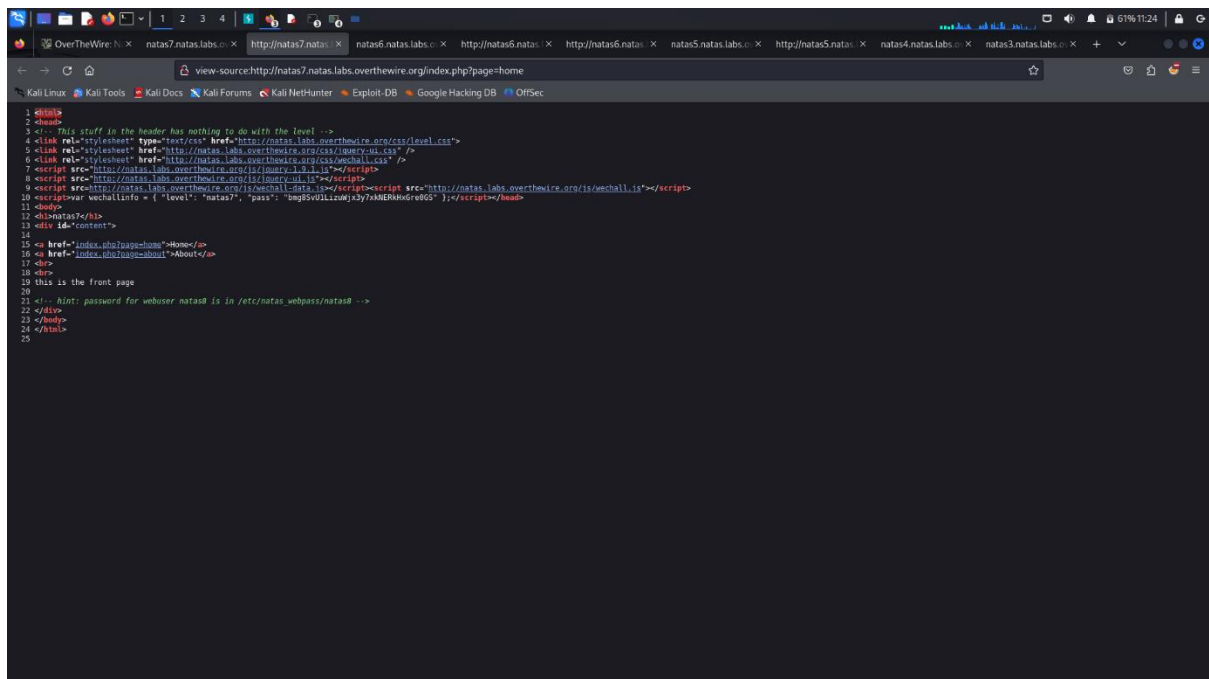 1 2 3 4
61% 11:24
OverTheWire: N
natas7.natas.labs.ov
http://natas7.natas.l
natas6.natas.labs.o
http://natas6.natas.l
http://natas6.natas.l
natas5.natas.labs.o
http://natas5.natas.l
natas4.natas.labs.ov
natas3.natas.labs.o
view-source:http://natas7.natas.labs.overthewire.org/index.php?page=home
Kali Linux Kali Tools Kali Docs Kali Forums Kali NetHunter Exploit-DB Google Hacking DB OffSec
1 <html>
2 <head>
3 <!-- This stuff in the header has nothing to do with the level -->
4 <link rel="stylesheet" type="text/css" href="http://natas.labs.overthewire.org/css/level.css">
5 <link rel="stylesheet" href="http://natas.labs.overthewire.org/css/jquery-ui.css" />
6 <link rel="stylesheet" href="http://natas.labs.overthewire.org/css/wechall.css" />
7 <script src="http://natas.labs.overthewire.org/js/jquery-1.9.1.js"></script>
8 <script src="http://natas.labs.overthewire.org/js/jquery-ui.js"></script>
9 <script src=http://natas.labs.overthewire.org/js/wechall-data.js></script><script src="http://natas.labs.overthewire.org/js/wechall.js"></script>
10 <script>var wechallinfo = { "level": "natas7", "pass": "bmg8SvU1LizuWjx3y7xkNERkHxGre0GS" };</script></head>
11 <body>
12 <h1>natas7</h1>
13 <div id="content">
14
15 <a href="index.php?page=home">Home</a>
16 <a href="index.php?page=about">About</a>
17 <br>
18 <br>
19 this is the front page
20
21 <!-- hint: password for webuser natas8 is in /etc/natas_webpass/natas8 -->
22 </div>
23 </body>
24 </html>
25